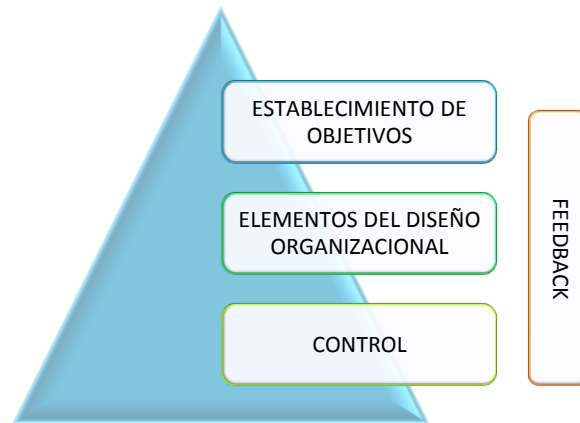 ESTABLECIMIENTO DE
OBJETIVOS
ELEMENTOS DEL DISEÑO
ORGANIZACIONAL
CONTROL
FEEDBACK